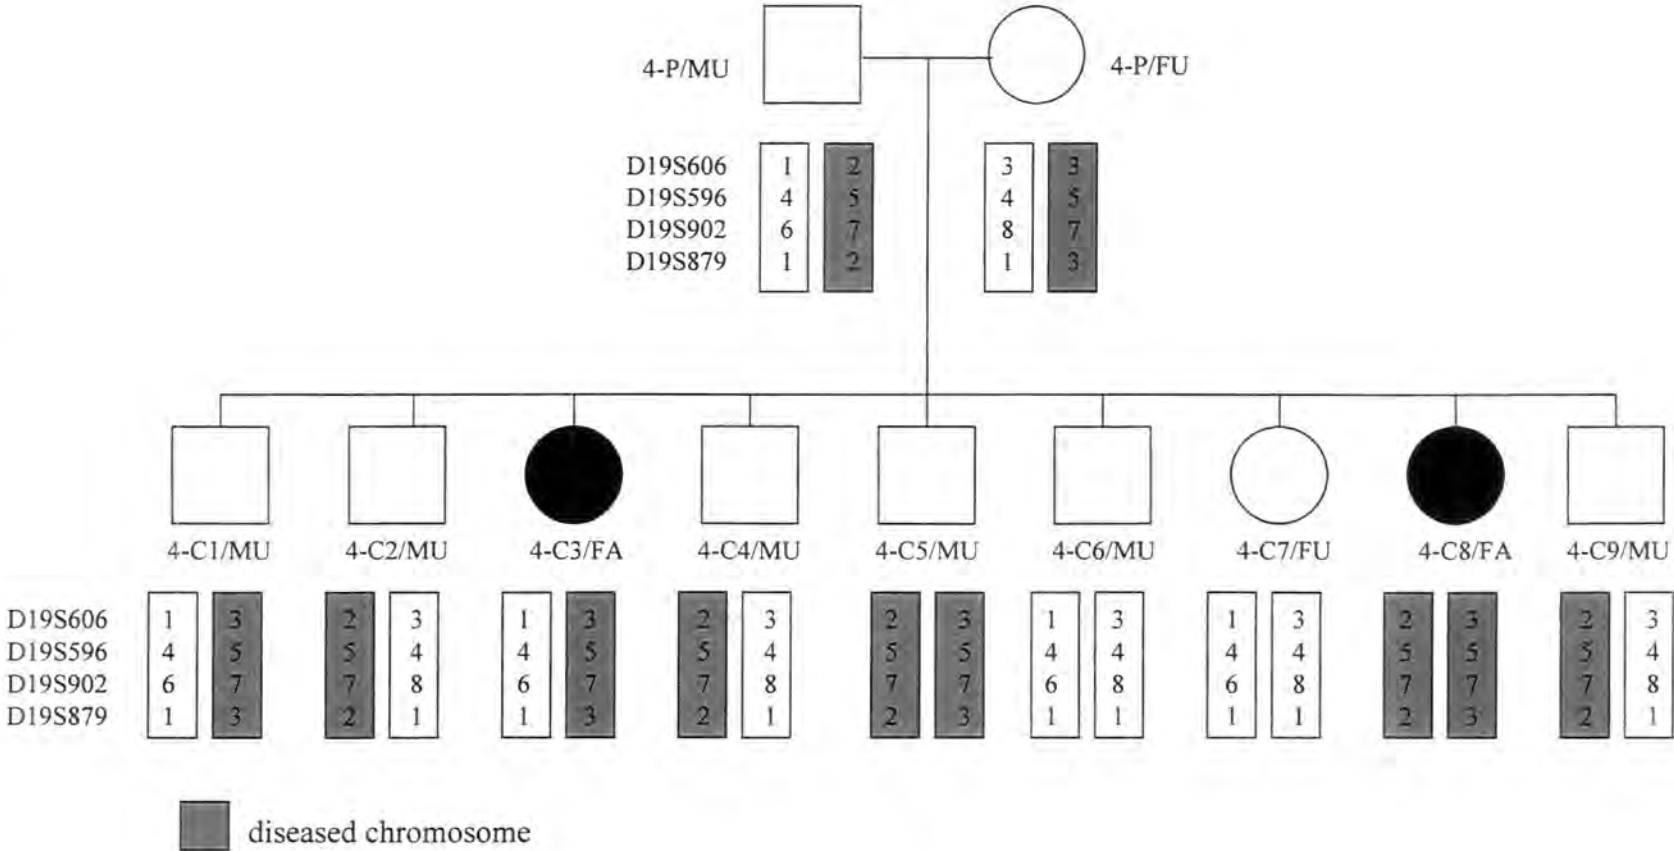 4-P/MU 4-P/FU
D19S606 1 2 3 3
D19S596 4 5 4 5
D19S902 6 7 8 7
D19S879 1 2 1 3
4-C1/MU 4-C2/MU 4-C3/FA 4-C4/MU 4-C5/MU 4-C6/MU 4-C7/FU 4-C8/FA 4-C9/MU
D19S606 1 3 2 3 1 3 2 3 2 3 1 3 1 3 2 3 2 3
D19S596 4 5 5 4 4 5 5 4 5 5 4 4 4 4 5 5 5 4
D19S902 6 7 7 8 6 7 7 8 7 7 6 8 6 8 7 7 7 8
D19S879 1 3 2 1 1 3 2 1 2 3 1 1 1 1 2 3 2 1
diseased chromosome